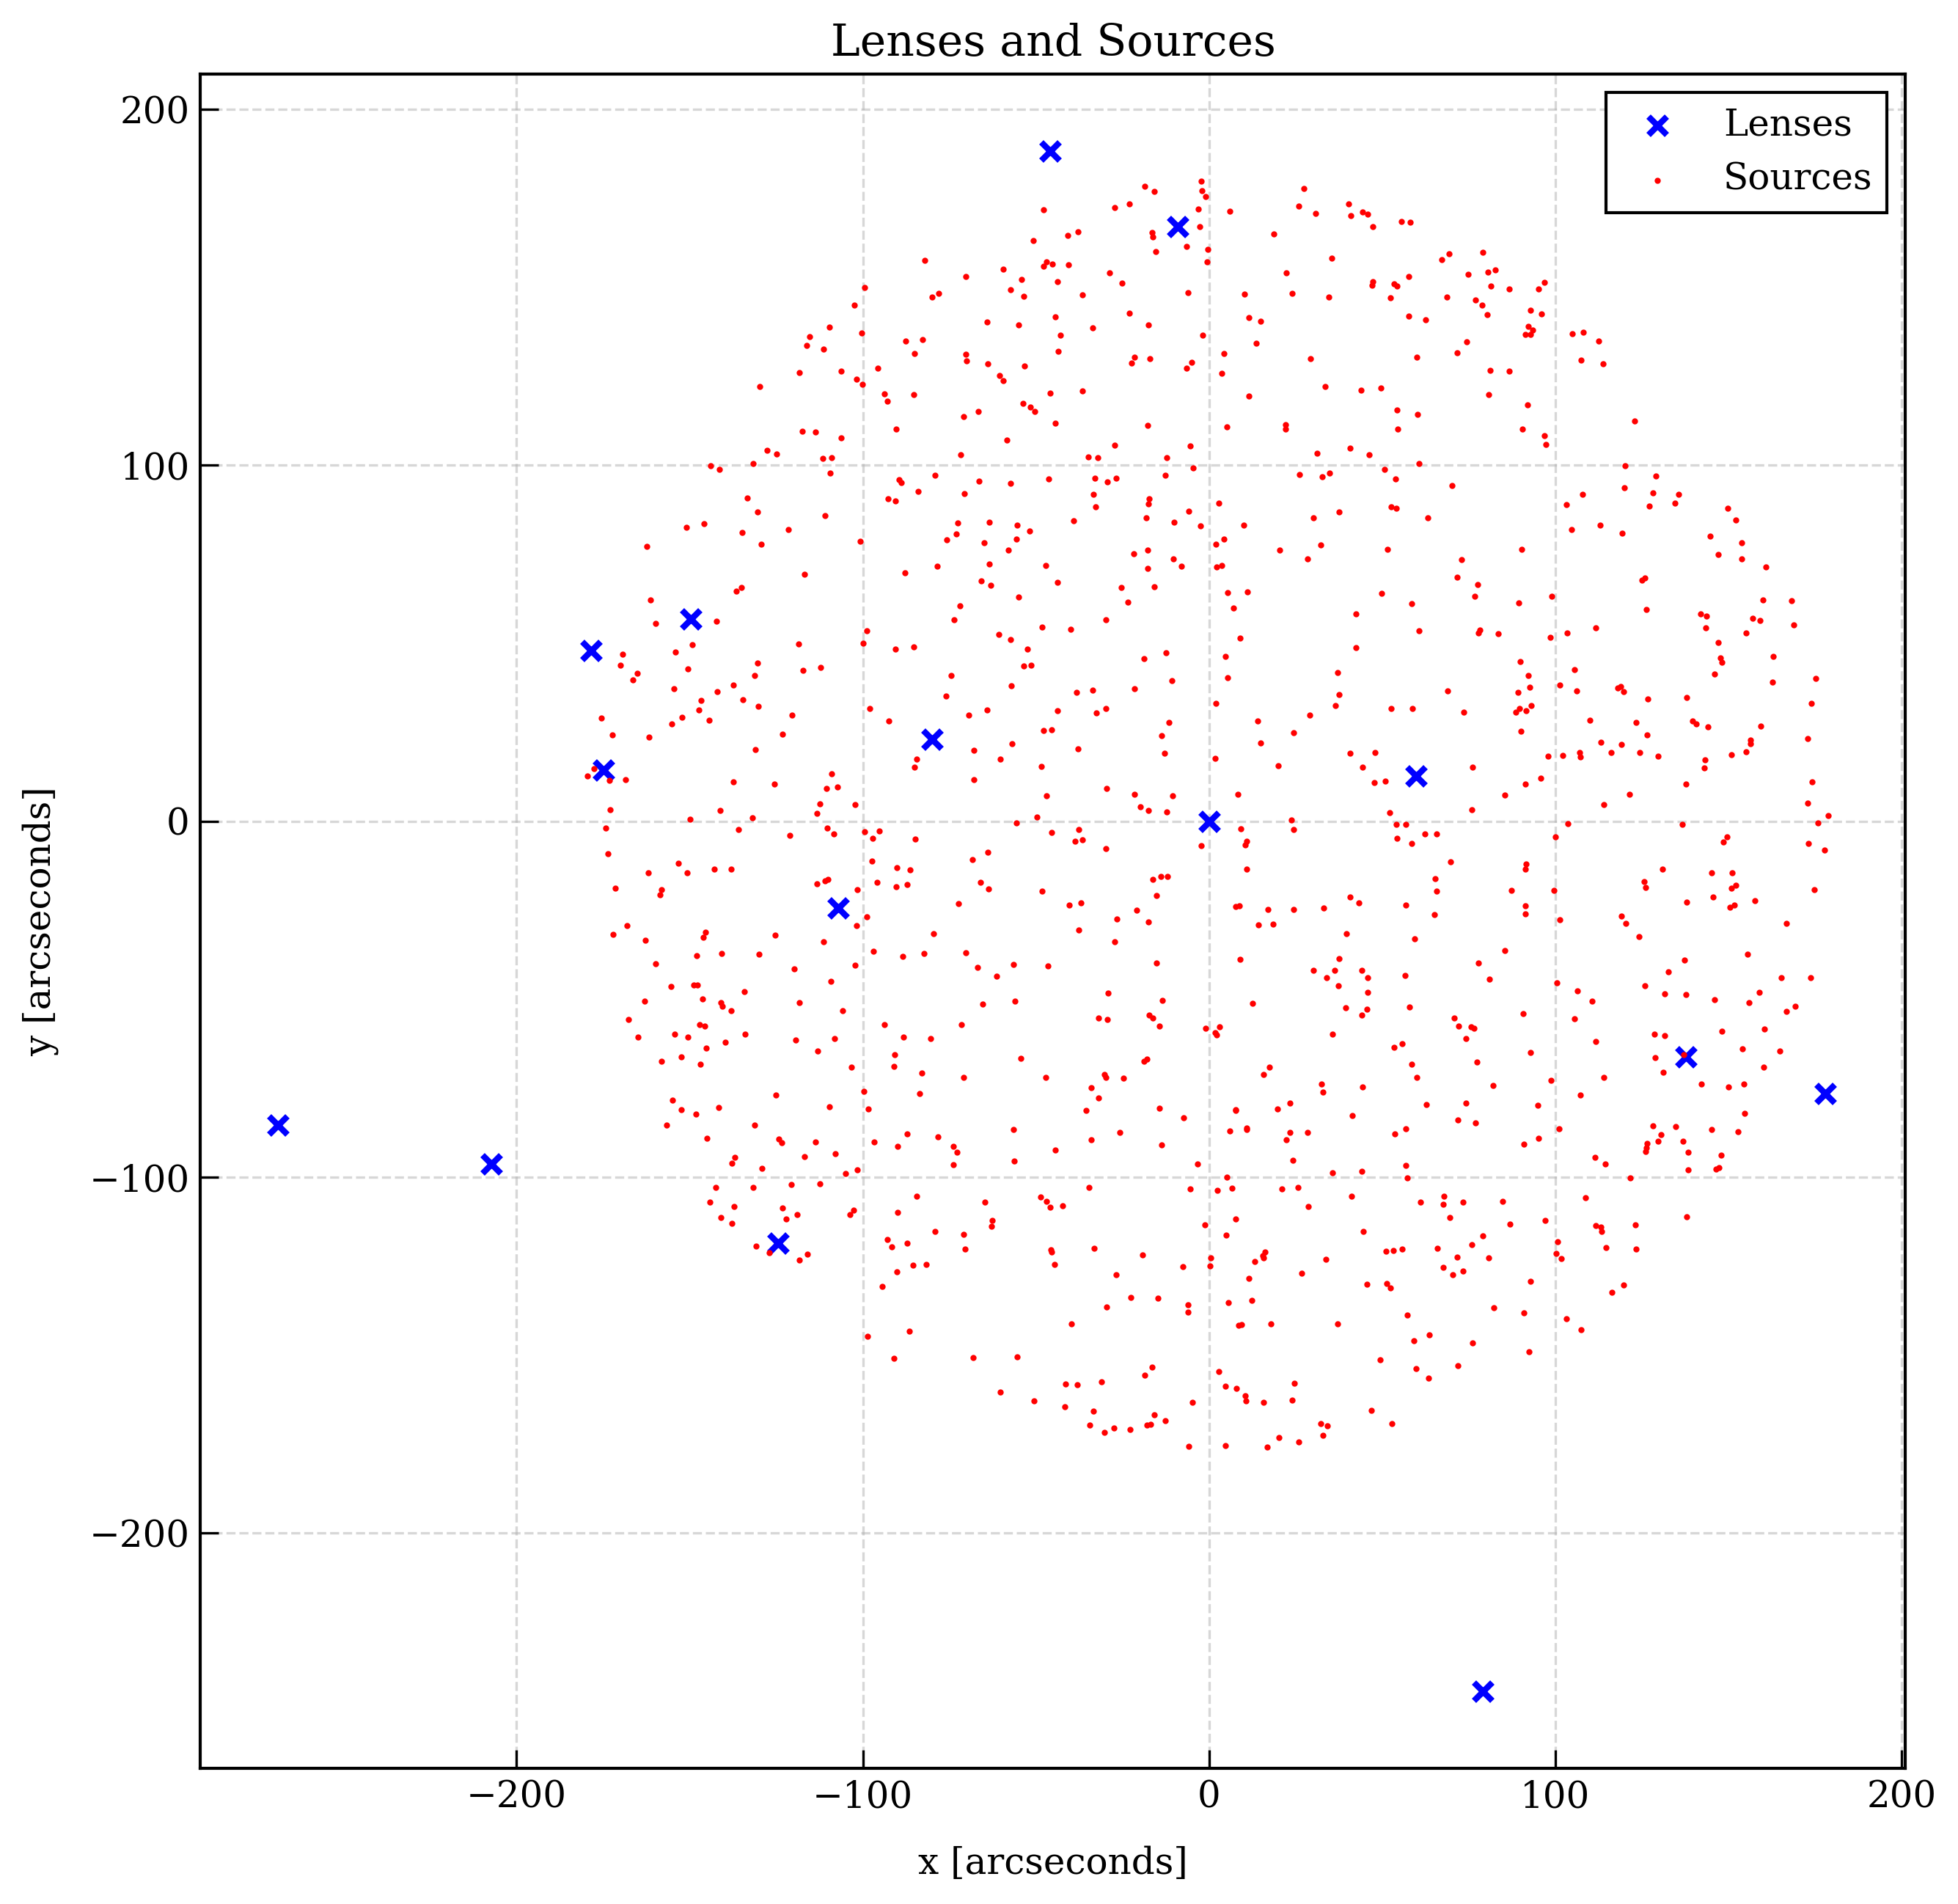 Lenses and Sources
200
Lenses
Sources
100
0
−100
−200
y [arcseconds]
−200
−100
0
100
200
x [arcseconds]